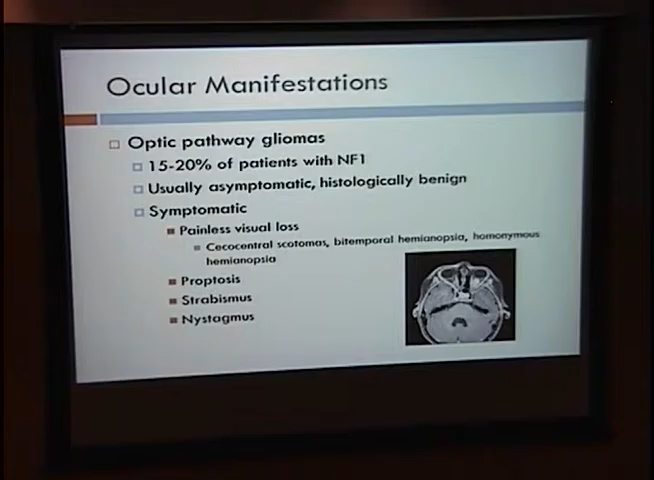 Ocular Manifestations
Optic pathway gliomas
15-20% of patients with NF1
Usually asymptomatic, histologically benign
Symptomatic
Painless visual loss
Cecocentral scotomas, bitemporal hemianopsia, homonymous
hemianopsia
Proptosis
Strabismus
Nystagmus